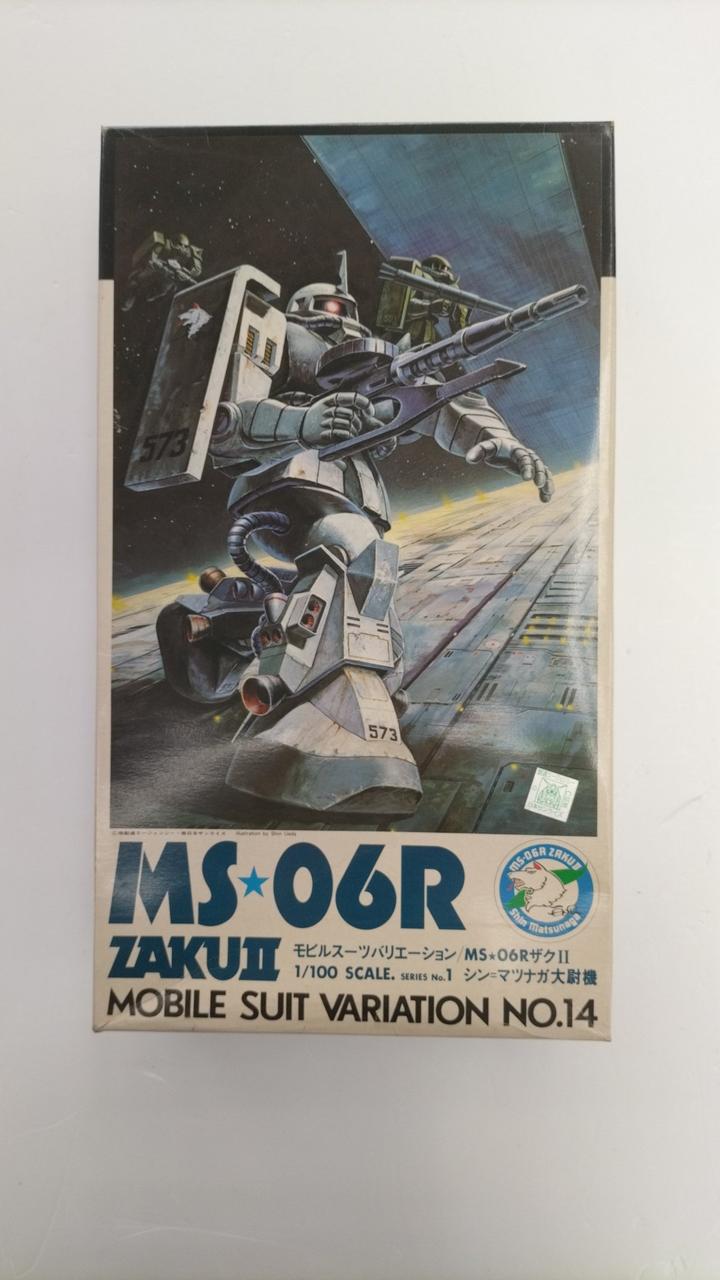 573
573
Illustration by Shin Ueda
MS★06R
ZAKUⅡ
モビルスーツバリエーション/MS★06RザクII
1/100 SCALE. SERIES No.1 シン=マツナガ大尉機
MOBILE SUIT VARIATION NO.14
MS-06R ZAKU II
Shin Matsunaga